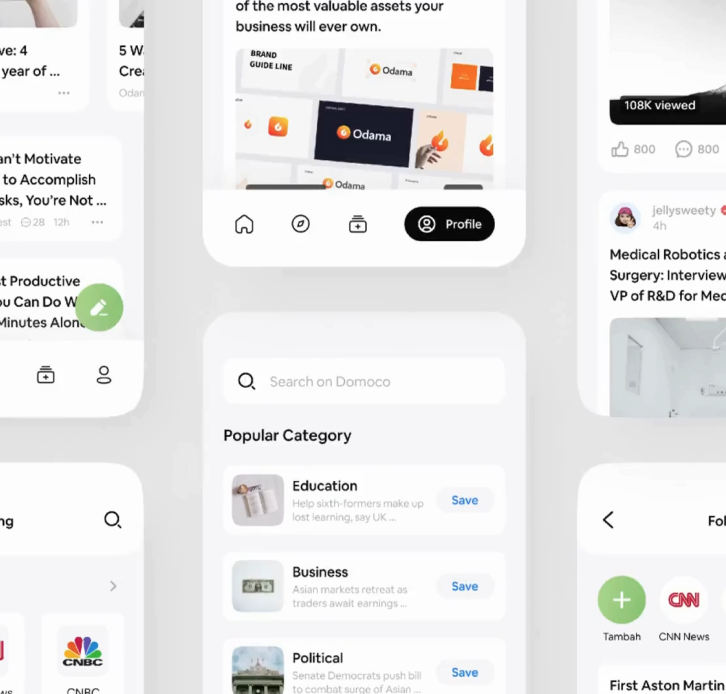 ve: 4
year of ...
5 W
Crea
Odan
an't Motivate
to Accomplish
sks, You're Not ...
est 28 12h
t Productive
ou Can Do W
Minutes Alon
ng
CNBC
CNBC
of the most valuable assets your
business will ever own.
BRAND
GUIDE LINE
Odama
Odama
Odama
Profile
Search on Domoco
Popular Category
Education
Help sixth-formers make up
lost learning, say UK ...
Save
Business
Asian markets retreat as
traders await earnings ...
Save
Political
Senate Democrats push bill
to combat surge of Asian ...
Save
108K viewed
800 800
jellysweety
4h
Medical Robotics a
Surgery: Interview
VP of R&D for Med
Fol
CNN
Tambah
CNN News
First Aston Martin